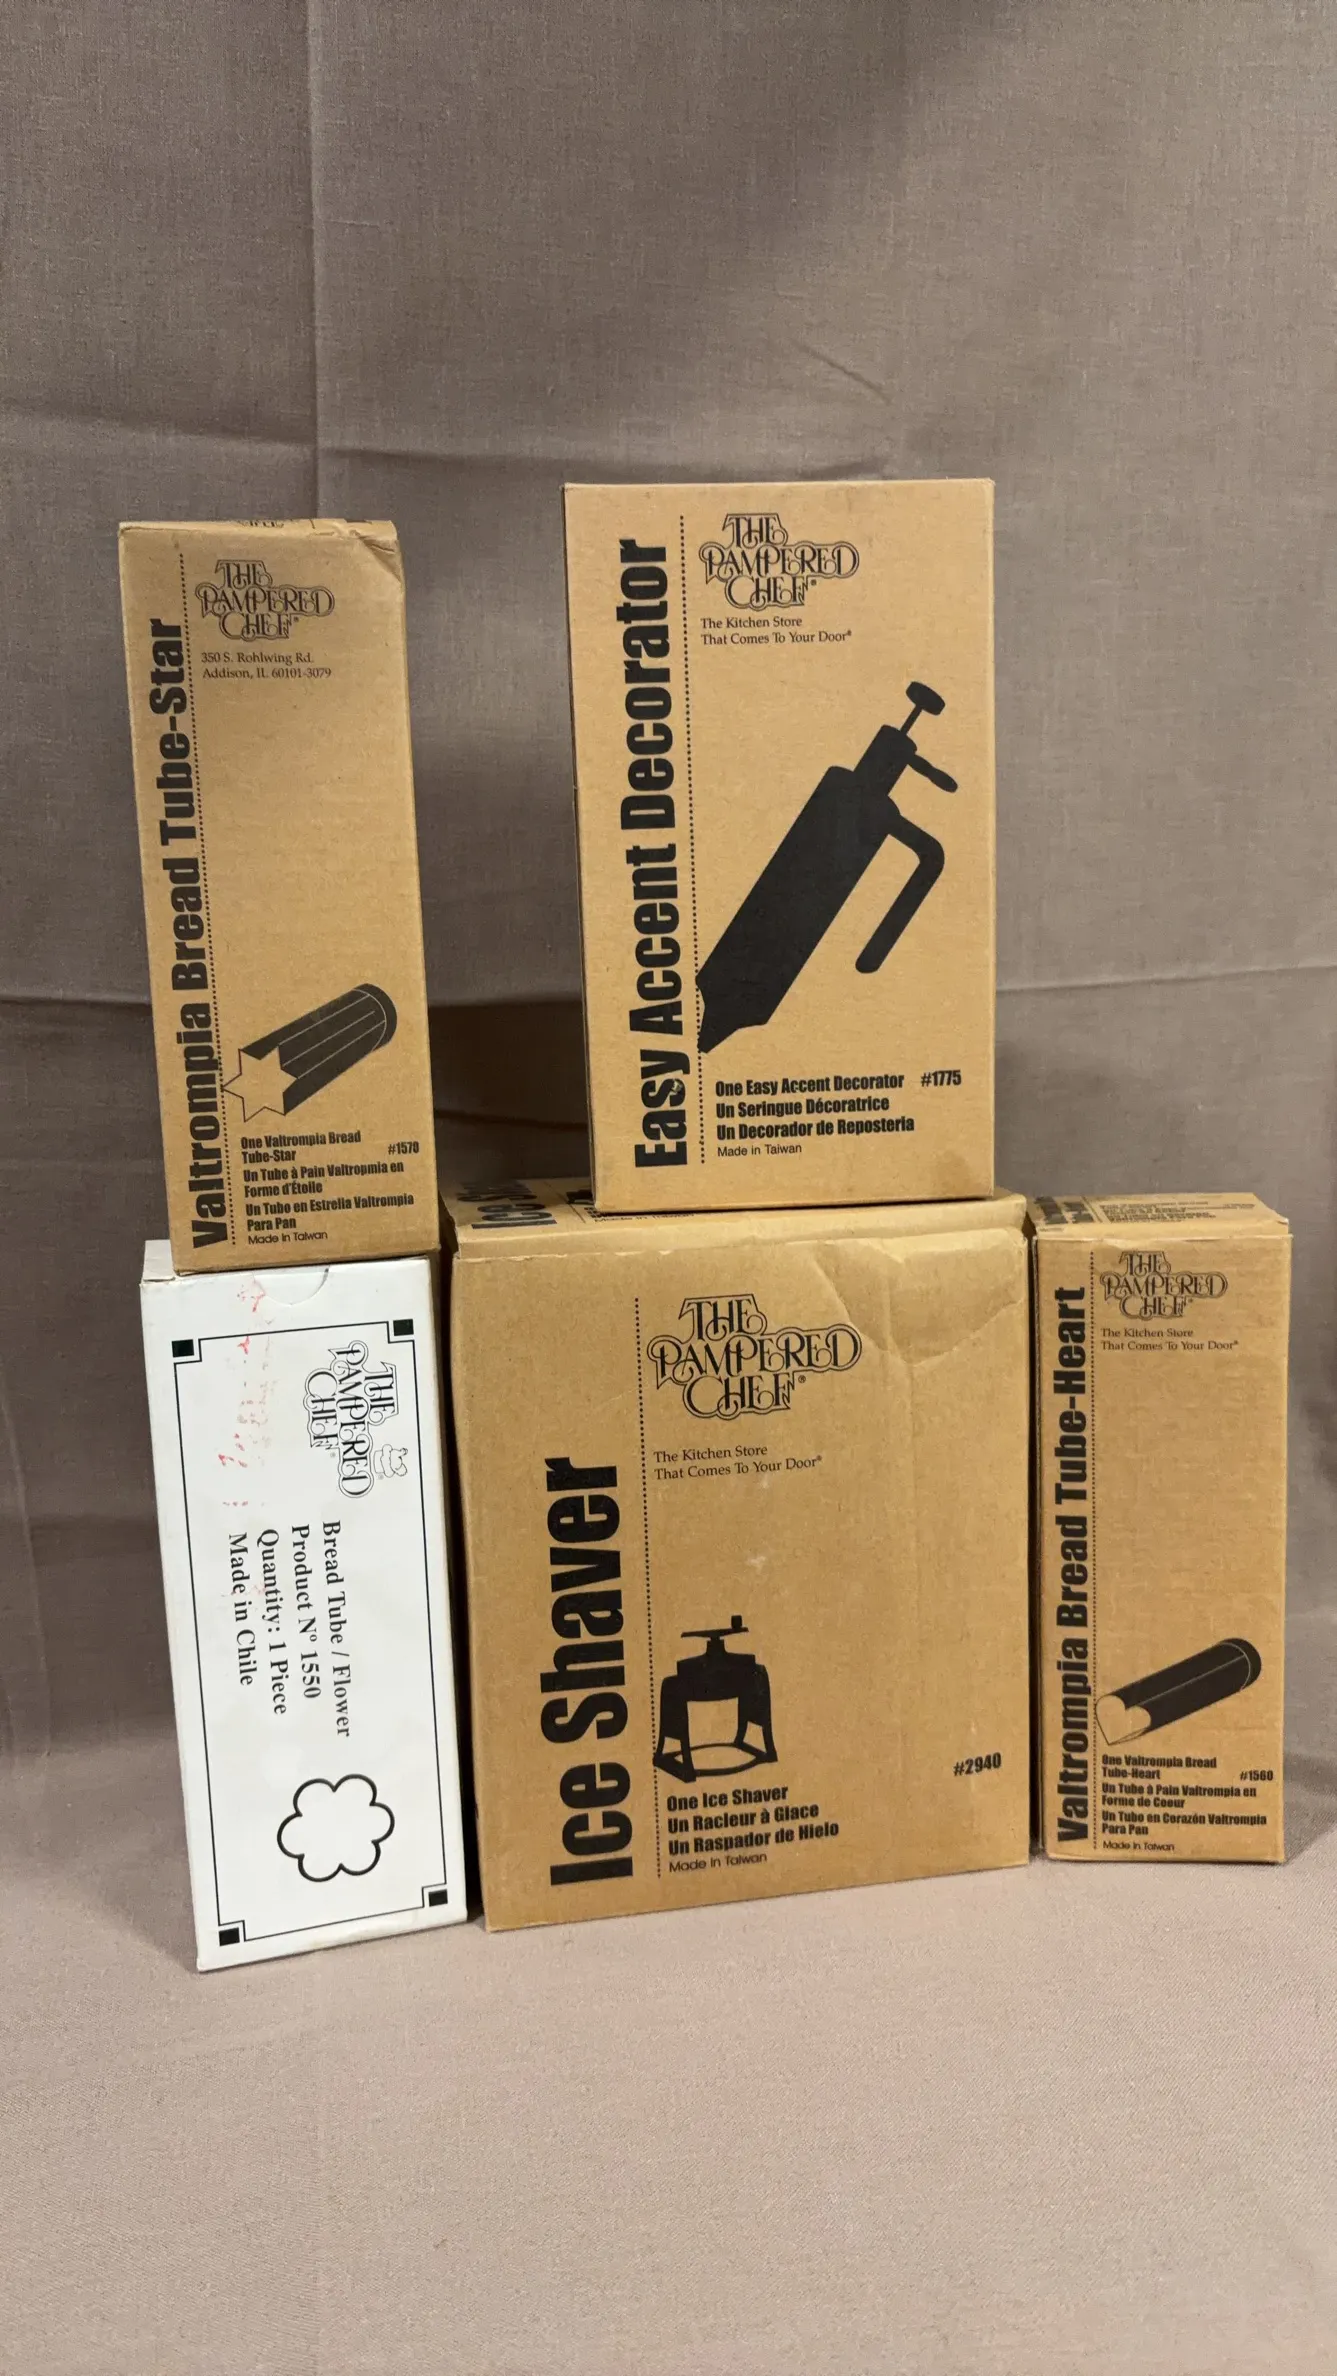 Valtrompia Bread Tube-Star
THE
PAMPERED
CHEF®
350 S. Rohlwing Rd.
Addison, IL 60101-3079
One Valtrompia Bread
Tube-Star
#1570
Un Tube à Pain Valtropmia en
Forme d'Étoile
Un Tubo en Estrella Valtrompia
Para Pan
Made In Taiwan
Easy Accent Decorator
THE
PAMPERED
CHEF®
The Kitchen Store
That Comes To Your Door®
One Easy Accent Decorator #1775
Un Seringue Décoratrice
Un Decorador de Reposteria
Made in Taiwan
THE
PAMPERED
CHEF®
Bread Tube / Flower
Product Nº 1550
Quantity: 1 Piece
Made in Chile
Ice Shaver
THE
PAMPERED
CHEF®
The Kitchen Store
That Comes To Your Door®
#2940
One Ice Shaver
Un Racleur à Glace
Un Raspador de Hielo
Made In Taiwan
Valtrompia Bread Tube-Heart
THE
PAMPERED
CHEF®
The Kitchen Store
That Comes To Your Door®
One Valtrompia Bread
Tube-Heart
#1560
Un Tube à Pain Valtrompia en
Forme de Coeur
Un Tubo en Corazón Valtrompia
Para Pan
Made In Taiwan